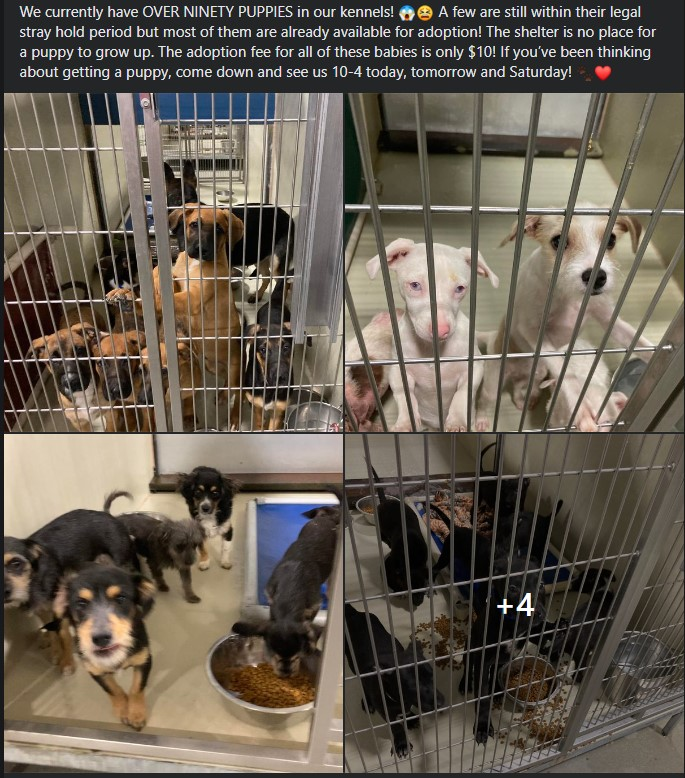 We currently have OVER NINETY PUPPIES in our kennels! 😱😫 A few are still within their legal
stray hold period but most of them are already available for adoption! The shelter is no place for
a puppy to grow up. The adoption fee for all of these babies is only $10! If you’ve been thinking
about getting a puppy, come down and see us 10-4 today, tomorrow and Saturday! 🐕‍🦺❤️
+4